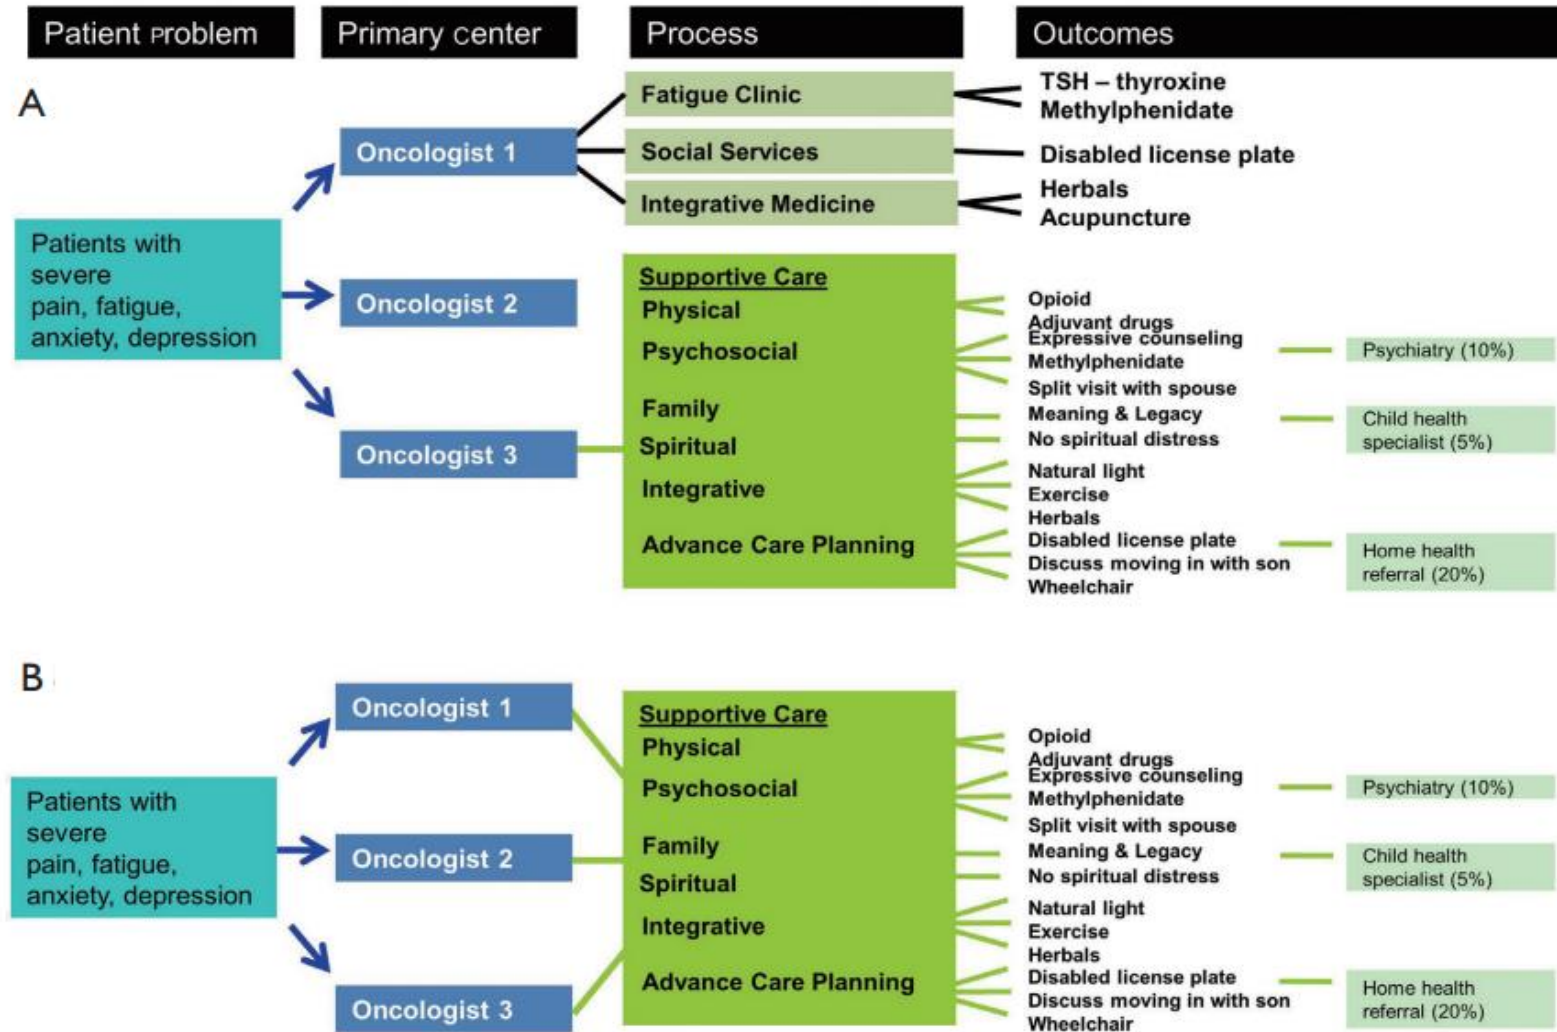 Patient Problem
Primary Center
Process
Outcomes
A
Patients with
severe
pain, fatigue,
anxiety, depression
Oncologist 1
Oncologist 2
Oncologist 3
Fatigue Clinic
Social Services
Integrative Medicine
TSH – thyroxine
Methylphenidate
Disabled license plate
Herbals
Acupuncture
Supportive Care
Physical
Psychosocial
Family
Spiritual
Integrative
Advance Care Planning
Opioid
Adjuvant drugs
Expressive counseling
Methylphenidate
Split visit with spouse
Meaning & Legacy
No spiritual distress
Natural light
Exercise
Herbals
Disabled license plate
Discuss moving in with son
Wheelchair
Psychiatry (10%)
Child health
specialist (5%)
Home health
referral (20%)
B
Patients with
severe
pain, fatigue,
anxiety, depression
Oncologist 1
Oncologist 2
Oncologist 3
Supportive Care
Physical
Psychosocial
Family
Spiritual
Integrative
Advance Care Planning
Opioid
Adjuvant drugs
Expressive counseling
Methylphenidate
Split visit with spouse
Meaning & Legacy
No spiritual distress
Natural light
Exercise
Herbals
Disabled license plate
Discuss moving in with son
Wheelchair
Psychiatry (10%)
Child health
specialist (5%)
Home health
referral (20%)